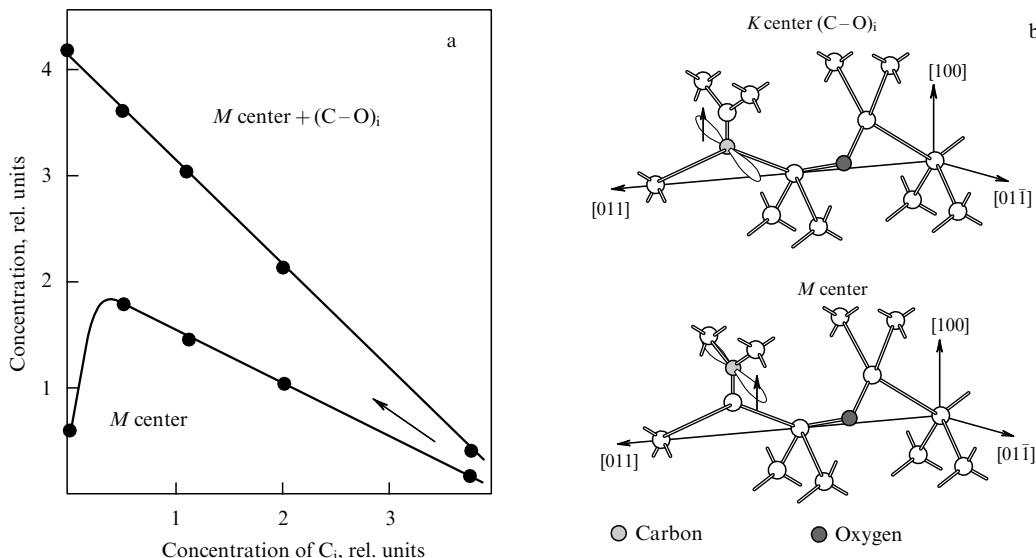 a
Concentration, rel. units
4
3
2
1
M center + (C–O)ᵢ
M center
1
2
3
Concentration of Cᵢ, rel. units
b
K center (C–O)ᵢ
[100]
[011]
[011̄]
M center
[100]
[011]
[011̄]
Carbon
Oxygen